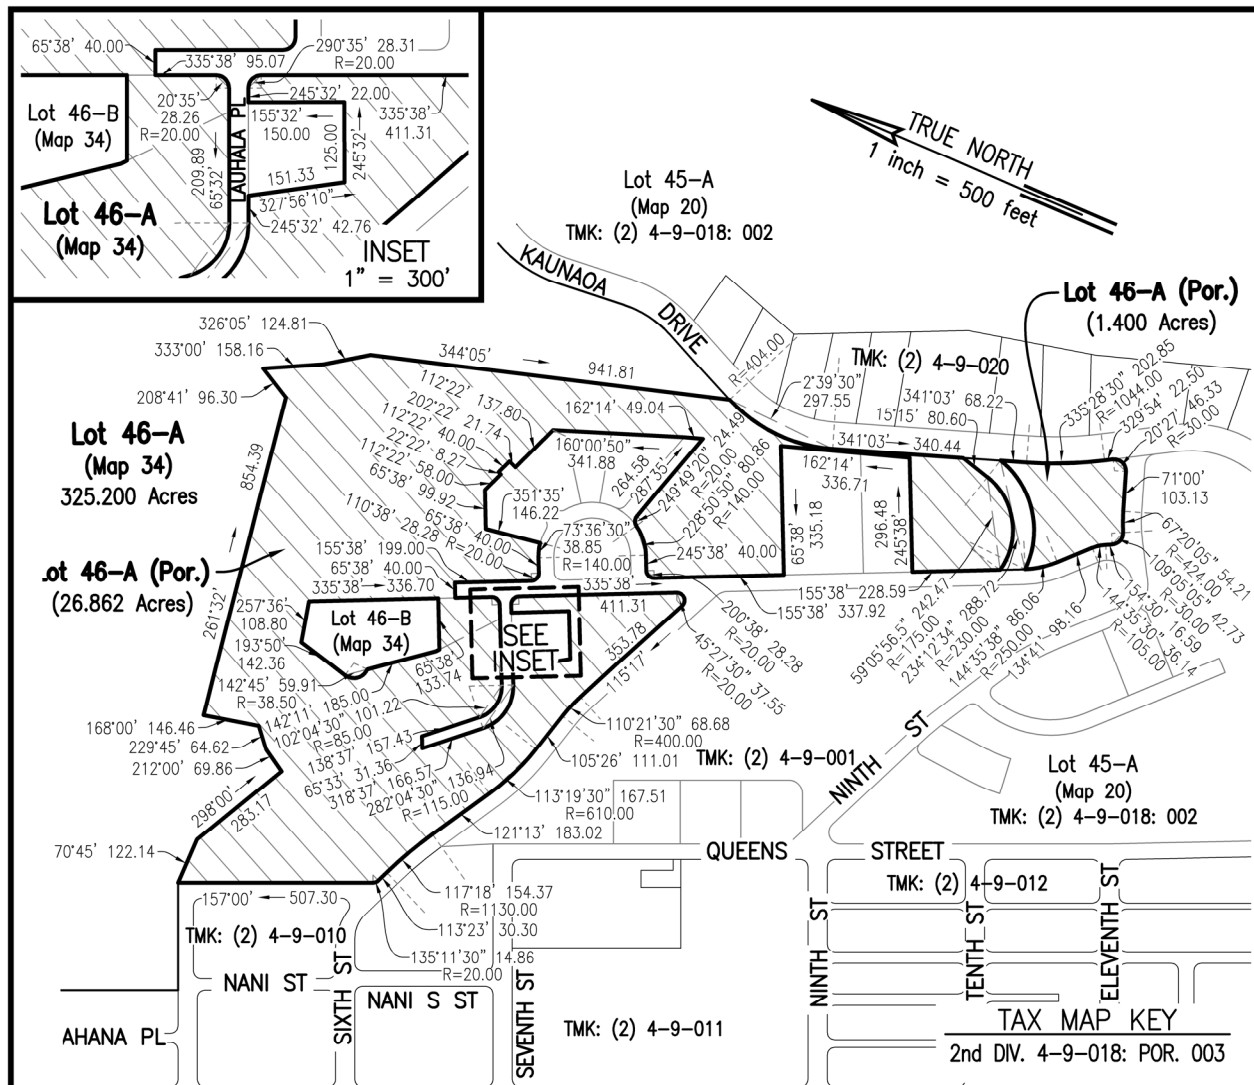 65°38' 40.00
335°38' 95.07
290°35' 28.31
R=20.00
20°35'
28.26
R=20.00
245°32' 22.00
155°32'
150.00
335°38'
411.31
Lot 46-B
(Map 34)
LAUHALA PL
209.89
65°32'
125.00
245°32'
151.33
327°56'10"
245°32' 42.76
Lot 46-A
(Map 34)
INSET
1" = 300'
TRUE NORTH
1 inch = 500 feet
Lot 45-A
(Map 20)
TMK: (2) 4-9-018: 002
KAUNAOA
DRIVE
Lot 46-A (Por.)
(1.400 Acres)
TMK: (2) 4-9-020
326°05' 124.81
333°00' 158.16
208°41' 96.30
344°05'
941.81
R=404.00
2°39'30"
297.55
341°03' 68.22
15°15' 80.60
341°03' 340.44
335°28'30" 202.85
R=1044.00
329°54' 22.50
20°27' 46.33
R=30.00
71°00'
103.13
67°20'05" 54.21
R=424.00
109°05'05" 42.73
R=30.00
154°30' 16.59
144°35'30" 36.14
R=105.00
Lot 46-A
(Map 34)
325.200 Acres
854.39
261°32'
112°22' 137.80
202°22' 21.74
112°22' 40.00
22°22' 8.27
112°22' 58.00
65°38' 99.92
110°38' 28.28
R=20.00
65°38' 40.00
162°14' 49.04
160°00'50"
341.88
264.58
287°35'
351°35'
146.22
73°36'30"
38.85
R=140.00
249°49'20" 24.49
R=20.00
228°50'50" 80.86
R=140.00
245°38' 40.00
162°14'
336.71
65°38'
335.18
296.48
245°38'
155°38'
199.00
65°38' 40.00
335°38' 336.70
335°38'
411.31
155°38' 228.59
155°38' 337.92
59°05'56.5" 242.47
R=175.00
234°12'34" 288.72
R=230.00
144°35'38" 86.06
R=250.00
134°41' 98.16
200°38' 28.28
R=20.00
45°27'30" 37.55
R=20.00
ot 46-A (Por.)
(26.862 Acres)
Lot 46-B
(Map 34)
SEE
INSET
257°36'
108.80
193°50'
142.36
142°45' 59.91
R=38.50
65°38'
133.74
142°11' 185.00
102°04'30" 101.22
R=85.00
138°37' 157.43
65°33' 31.36
318°37' 166.57
282°04'30" 136.94
R=115.00
353.78
115°17'
168°00' 146.46
229°45' 64.62
212°00' 69.86
298°00'
283.17
70°45' 122.14
110°21'30" 68.68
R=400.00
105°26' 111.01
113°19'30" 167.51
R=610.00
121°13' 183.02
117°18' 154.37
R=1130.00
113°23' 30.30
135°11'30" 14.86
R=20.00
157°00' 507.30
TMK: (2) 4-9-001
NINTH ST
Lot 45-A
(Map 20)
TMK: (2) 4-9-018: 002
QUEENS STREET
TMK: (2) 4-9-012
TMK: (2) 4-9-010
NANI ST
SIXTH ST
NANI S ST
SEVENTH ST
TMK: (2) 4-9-011
NINTH ST
TENTH ST
ELEVENTH ST
AHANA PL
TAX MAP KEY
2nd DIV. 4-9-018: POR. 003